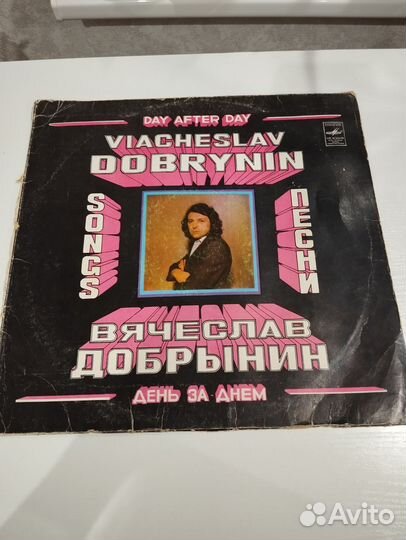 DAY AFTER DAY
VIACHESLAV
DOBRYNIN
SONGS
ПЕСНИ
ВЯЧЕСЛАВ
ДОБРЫНИН
ДЕНЬ ЗА ДНЕМ
Avito